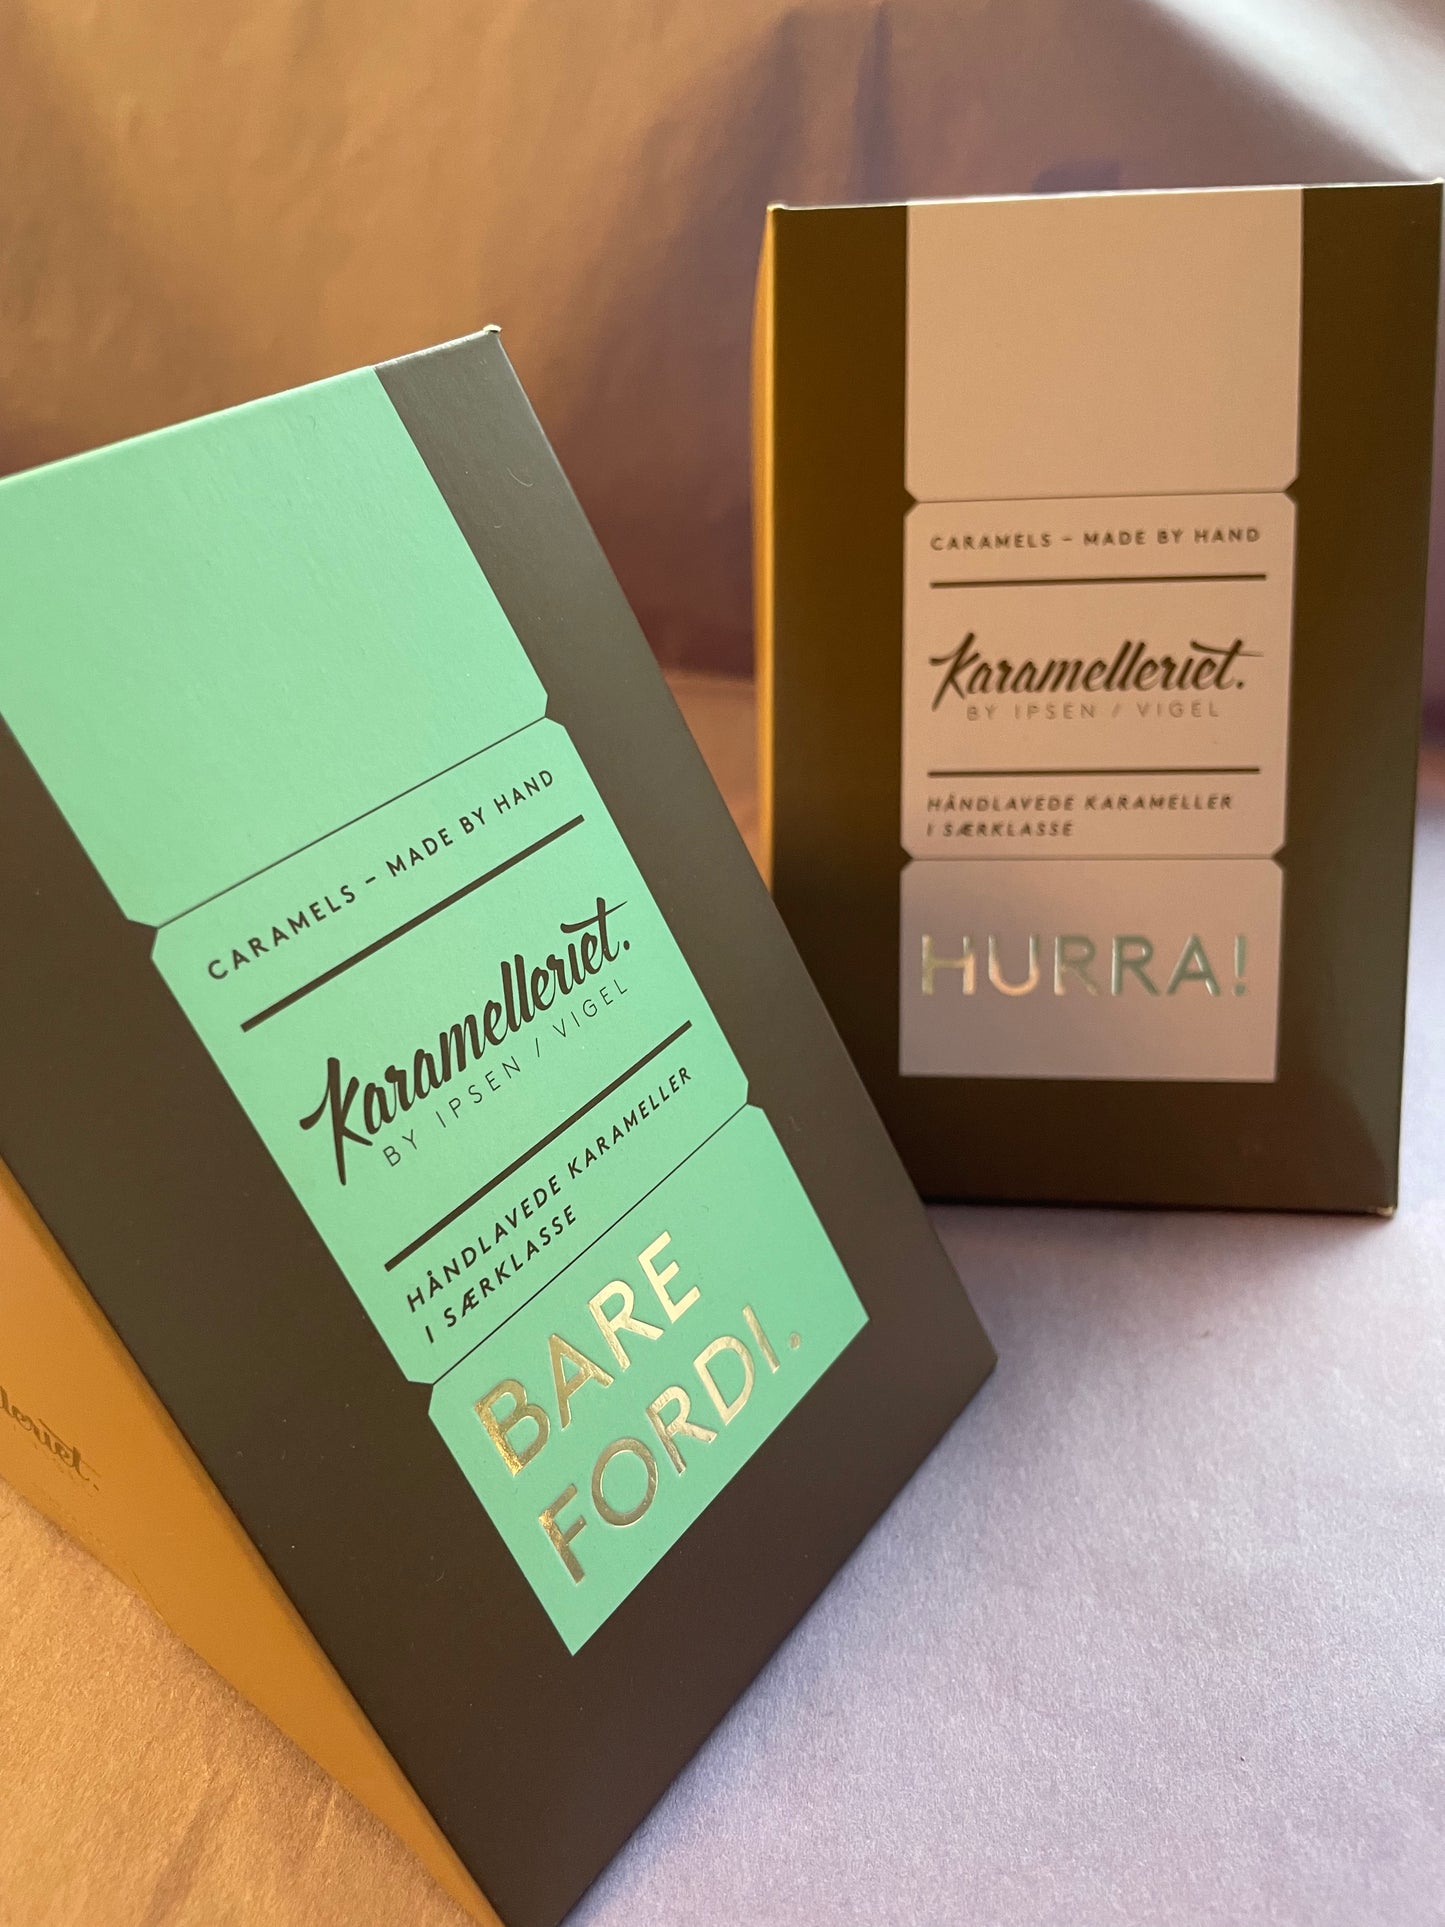 CARAMELS – MADE BY HAND
Karamelleriet.
BY IPSEN / VIGEL
HÅNDLAVEDE KARAMELLER
I SÆRKLASSE
BARE
FORDI.
CARAMELS – MADE BY HAND
Karamelleriet.
BY IPSEN / VIGEL
HÅNDLAVEDE KARAMELLER
I SÆRKLASSE
HURRA!